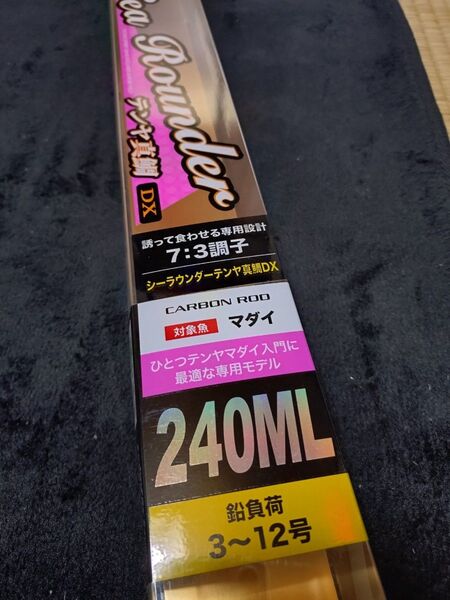 Sea Rounder
テンヤ真鯛 DX
誘って食わせる専用設計
7:3調子
シーラウンダーテンヤ真鯛DX
CARBON ROD
対象魚 マダイ
ひとつテンヤマダイ入門に
最適な専用モデル
240ML
鉛負荷
3～12号